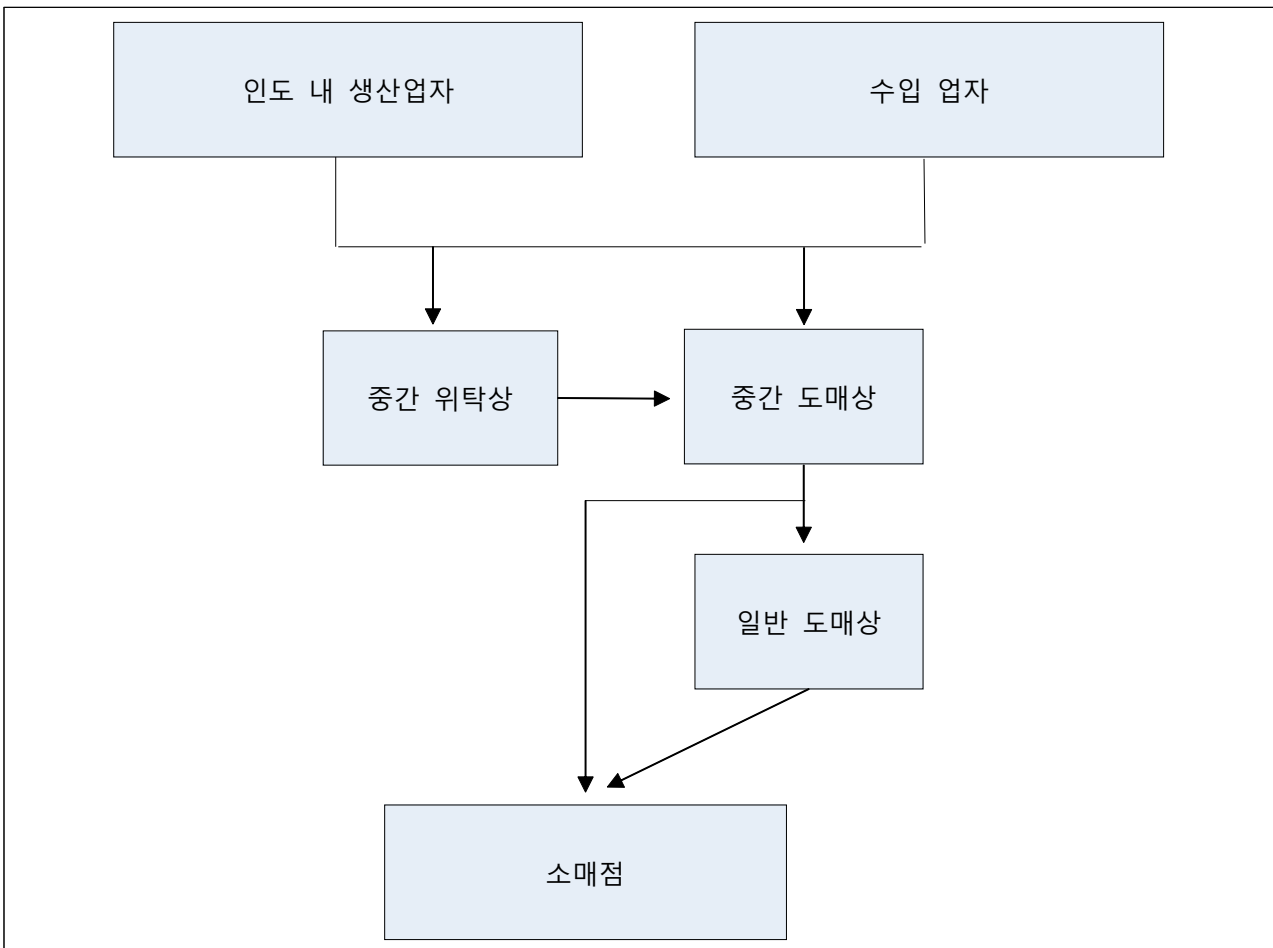 인도 내 생산업자
수입 업자
중간 위탁상
중간 도매상
일반 도매상
소매점